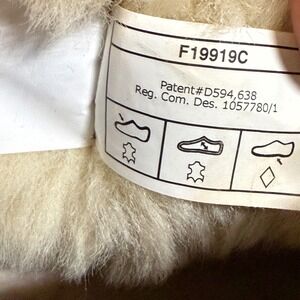 F19919C
Patent#D594,638
Reg. Com. Des. 1057780/1